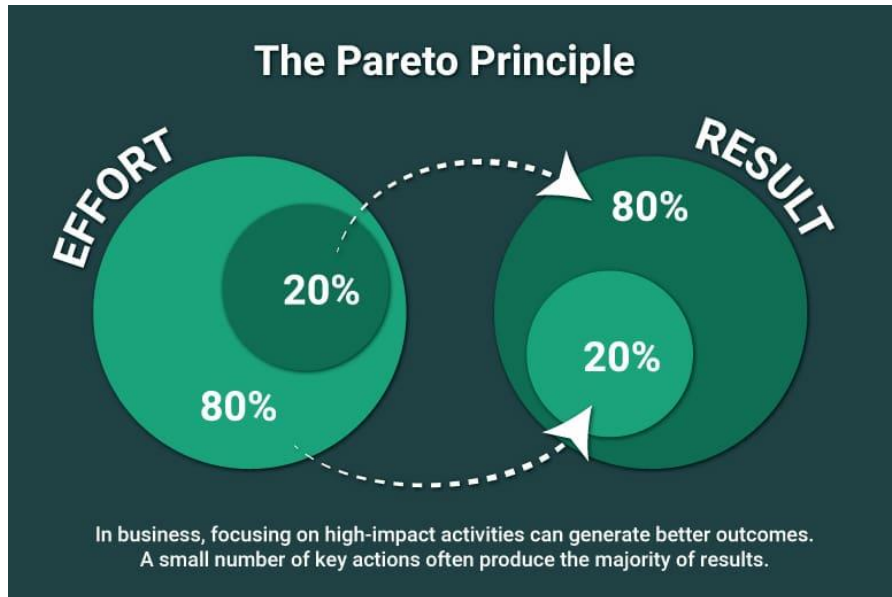 The Pareto Principle
EFFORT
20%
80%
RESULT
80%
20%
In business, focusing on high-impact activities can generate better outcomes.
A small number of key actions often produce the majority of results.